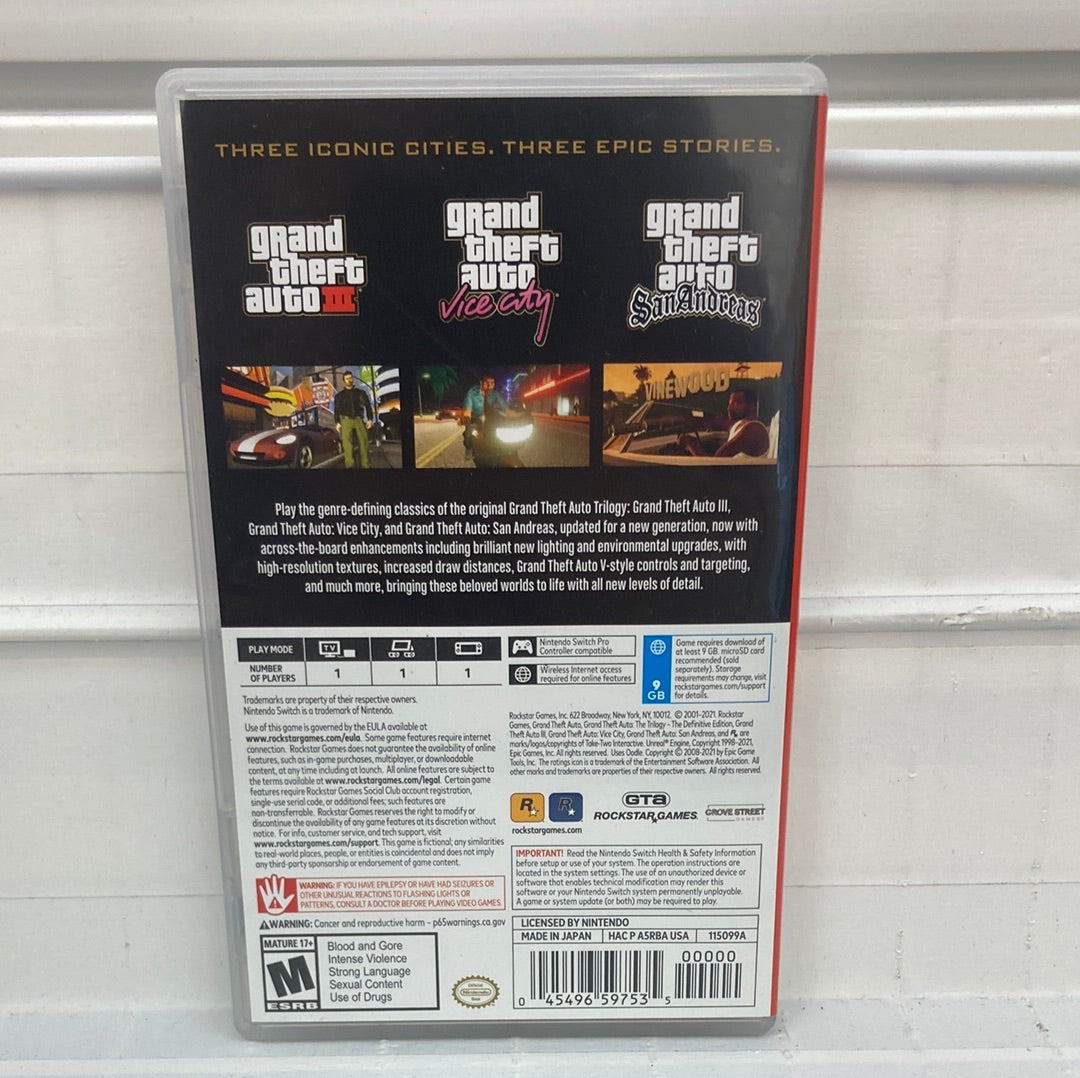 THREE ICONIC CITIES. THREE EPIC STORIES.
grand
theft
auto III
grand
theft
auto
Vice City
grand
theft
auto
San Andreas
VINEWOOD
Play the genre-defining classics of the original Grand Theft Auto Trilogy: Grand Theft Auto III,
Grand Theft Auto: Vice City, and Grand Theft Auto: San Andreas, updated for a new generation, now with
across-the-board enhancements including brilliant new lighting and environmental upgrades, with
high-resolution textures, increased draw distances, Grand Theft Auto V-style controls and targeting,
and much more, bringing these beloved worlds to life with all new levels of detail.
PLAY MODE
TV
NUMBER
OF PLAYERS
1
1
1
Nintendo Switch Pro
Controller compatible
Wireless Internet access
required for online features
9
GB
Game requires download of
at least 9 GB. microSD card
recommended (sold
separately). Storage
requirements may change, visit
rockstargames.com/support
for details.
Trademarks are property of their respective owners.
Nintendo Switch is a trademark of Nintendo.
Use of this game is governed by the EULA available at
www.rockstargames.com/eula. Some game features require internet
connection. Rockstar Games does not guarantee the availability of online
features, such as in-game purchases, multiplayer, or downloadable
content, at any time including at launch. All online features are subject to
the terms available at www.rockstargames.com/legal. Certain game
features require Rockstar Games Social Club account registration,
single-use serial code, or additional fees; such features are
non-transferrable. Rockstar Games reserves the right to modify or
discontinue the availability of any game features at its discretion without
notice. For info, customer service, and tech support, visit
www.rockstargames.com/support. This game is fictional; any similarities
to real-world places, people, or entities is coincidental and does not imply
any third-party sponsorship or endorsement of game content.
WARNING: IF YOU HAVE EPILEPSY OR HAVE HAD SEIZURES OR
OTHER UNUSUAL REACTIONS TO FLASHING LIGHTS OR
PATTERNS, CONSULT A DOCTOR BEFORE PLAYING VIDEO GAMES.
WARNING: Cancer and reproductive harm - p65warnings.ca.gov
MATURE 17+
M
ESRB
Blood and Gore
Intense Violence
Strong Language
Sexual Content
Use of Drugs
Official
Nintendo
Seal
Rockstar Games, Inc. 622 Broadway, New York, NY, 10012. © 2001-2021. Rockstar
Games, Grand Theft Auto, Grand Theft Auto: The Trilogy - The Definitive Edition, Grand
Theft Auto III, Grand Theft Auto: Vice City, Grand Theft Auto: San Andreas, and R* are
marks/logos/copyrights of Take-Two Interactive. Unreal® Engine, Copyright 1998-2021,
Epic Games, Inc. All rights reserved. Uses Oodle. Copyright © 2008-2021 by Epic Game
Tools, Inc. The ratings icon is a trademark of the Entertainment Software Association. All
other marks and trademarks are properties of their respective owners. All rights reserved.
R
R
rockstargames.com
GTA
ROCKSTAR GAMES.
GROVE STREET
GAMES
IMPORTANT! Read the Nintendo Switch Health & Safety Information
before setup or use of your system. The operation instructions are
located in the system settings. The use of an unauthorized device or
software that enables technical modification may render this
software or your Nintendo Switch system permanently unplayable.
A game or system update (or both) may be required to play.
LICENSED BY NINTENDO
MADE IN JAPAN HAC P A5RBA USA 115099A
00000
0 45496 59753 5